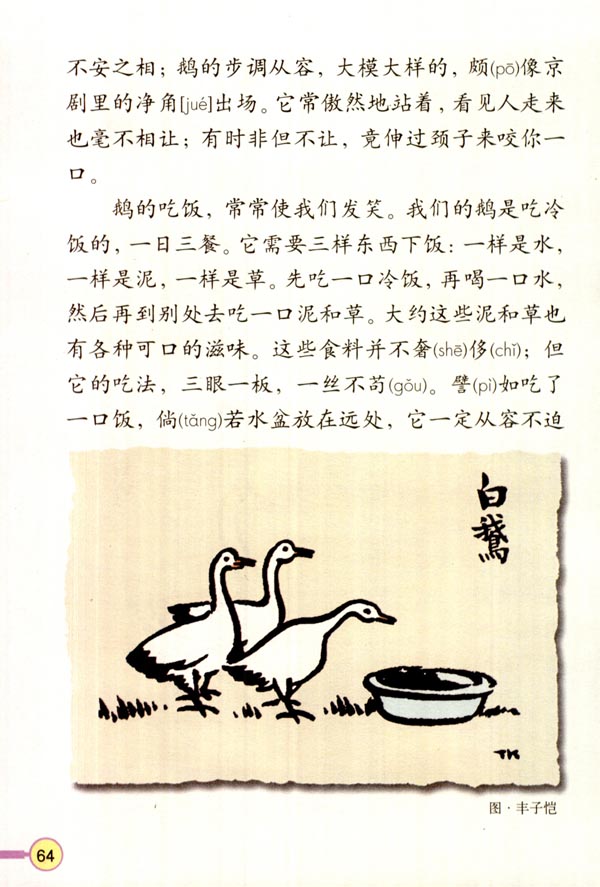 不安之相；鹅的步调从容，大模大样的，颇(pō)像京
剧里的净角[jué]出场。它常傲然地站着，看见人走来
也毫不相让；有时非但不让，竟伸过颈子来咬你一
口。
鹅的吃饭，常常使我们发笑。我们的鹅是吃冷
饭的，一日三餐。它需要三样东西下饭：一样是水，
一样是泥，一样是草。先吃一口冷饭，再喝一口水，
然后再到别处去吃一口泥和草。大约这些泥和草也
有各种可口的滋味。这些食料并不奢(shē)侈(chǐ)；但
它的吃法，三眼一板，一丝不苟(gǒu)。譬(pì)如吃了
一口饭，倘(tǎng)若水盆放在远处，它一定从容不迫
白鹅
TK
图·丰子恺
64